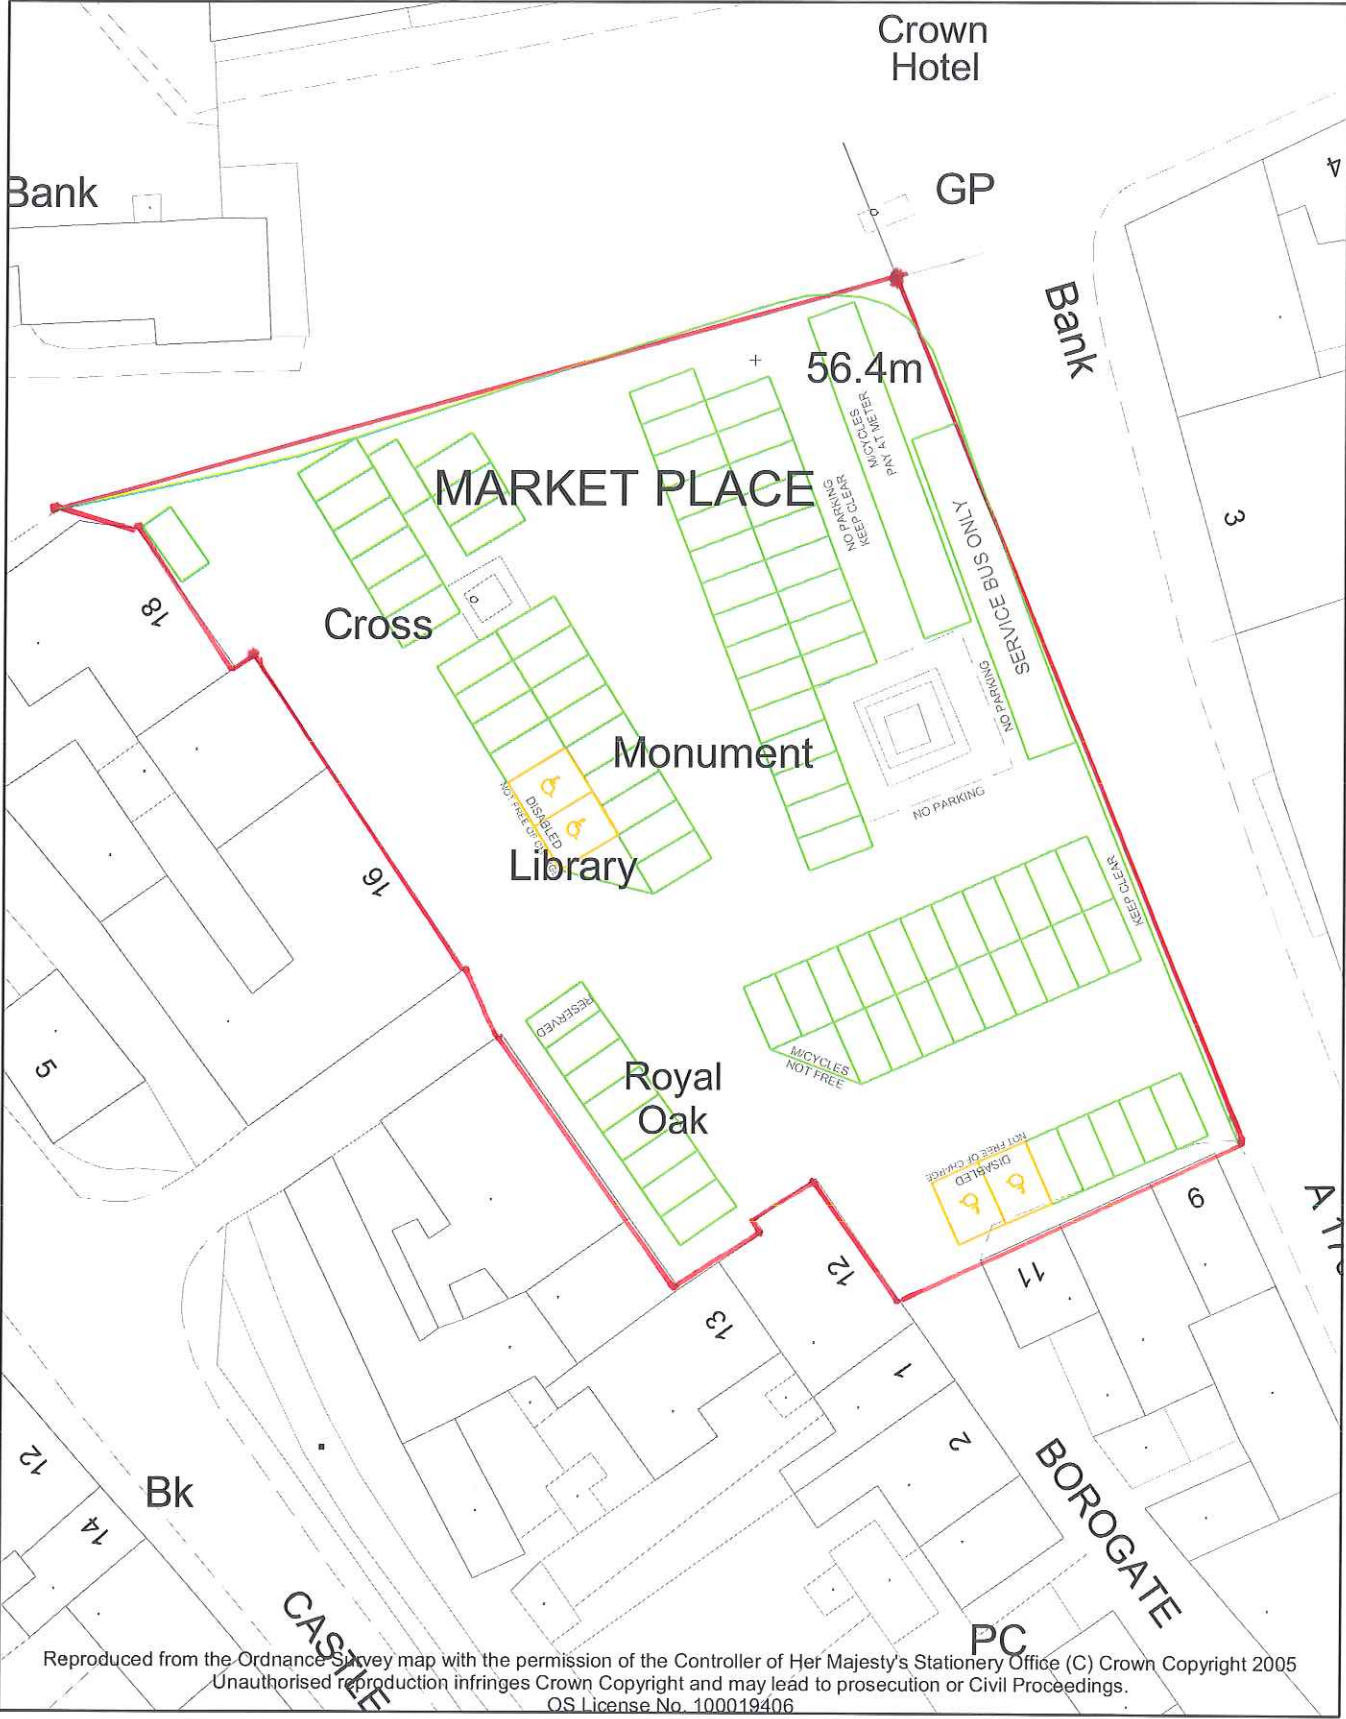 Crown
Hotel
4
Bank
GP
Bank
56.4m
M/CYCLES
PAY AT METER
MARKET PLACE
NO PARKING
KEEP CLEAR
3
SERVICE BUS ONLY
18
Cross
NO PARKING
Monument
NO PARKING
DISABLED
Library
16
KEEP CLEAR
RESERVED
5
M/CYCLES
NOT FREE
Royal
Oak
NOT FREE OF CHARGE
DISABLED
9
11
12
13
1
2
12
BOROGATE
Bk
14
CASTLE
PC
Reproduced from the Ordnance Survey map with the permission of the Controller of Her Majesty's Stationery Office (C) Crown Copyright 2005
Unauthorised reproduction infringes Crown Copyright and may lead to prosecution or Civil Proceedings.
OS License No. 100019406